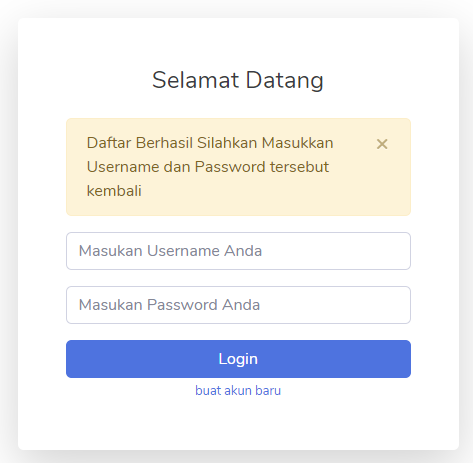 Selamat Datang
Daftar Berhasil Silahkan Masukkan
Username dan Password tersebut
kembali
×
Masukan Username Anda
Masukan Password Anda
Login
buat akun baru